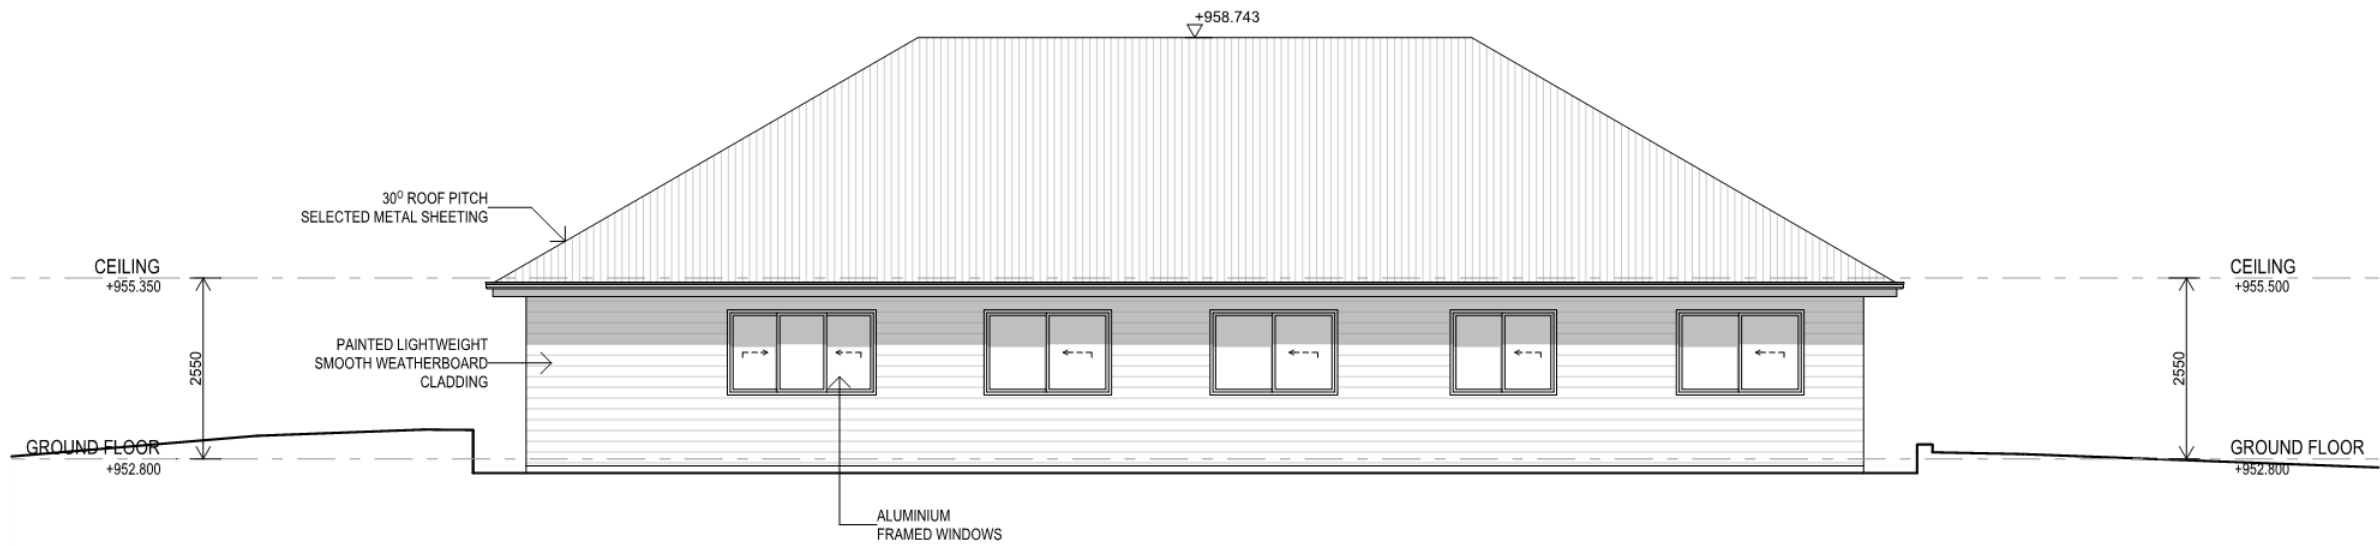 +958.743
30° ROOF PITCH
SELECTED METAL SHEETING
CEILING
+955.350
CEILING
+955.500
PAINTED LIGHTWEIGHT
SMOOTH WEATHERBOARD
CLADDING
2550
2550
GROUND FLOOR
+952.800
GROUND FLOOR
+952.800
ALUMINIUM
FRAMED WINDOWS